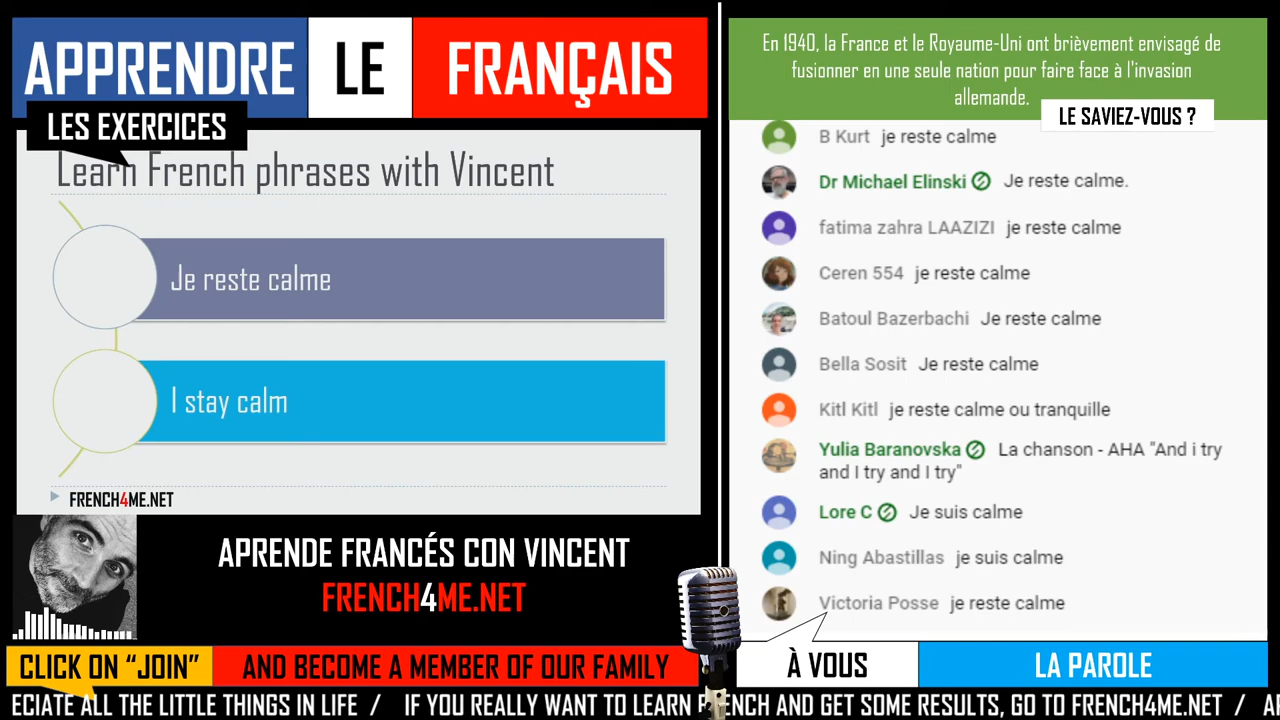 APPRENDRE LE FRANÇAIS
LES EXERCICES
Learn French phrases with Vincent
Je reste calme
I stay calm
FRENCH4ME.NET
APRENDE FRANCÉS CON VINCENT
FRENCH4ME.NET
CLICK ON “JOIN” AND BECOME A MEMBER OF OUR FAMILY
En 1940, la France et le Royaume-Uni ont brièvement envisagé de
fusionner en une seule nation pour faire face à l'invasion
allemande.
LE SAVIEZ-VOUS ?
B Kurt je reste calme
Dr Michael Elinski Je reste calme.
fatima zahra LAAZIZI je reste calme
Ceren 554 je reste calme
Batoul Bazerbachi Je reste calme
Bella Sosit Je reste calme
Kitl Kitl je reste calme ou tranquille
Yulia Baranovska La chanson - AHA "And i try
and I try and I try"
Lore C Je suis calme
Ning Abastillas je suis calme
Victoria Posse je reste calme
À VOUS LA PAROLE
ECIATE ALL THE LITTLE THINGS IN LIFE / IF YOU REALLY WANT TO LEARN FRENCH AND GET SOME RESULTS, GO TO FRENCH4ME.NET /